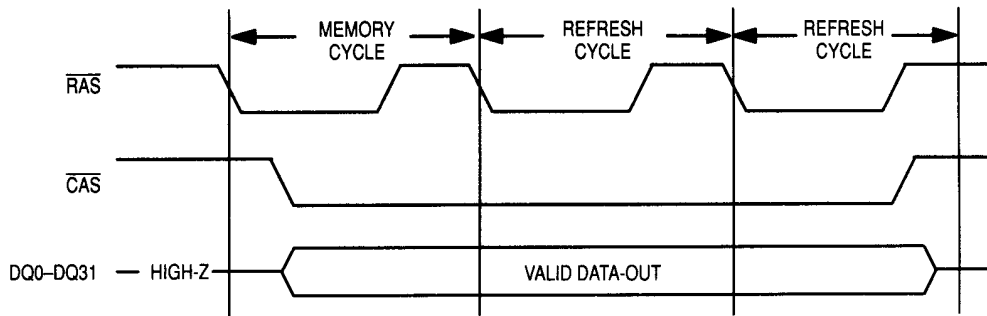 MEMORY CYCLE
REFRESH CYCLE
REFRESH CYCLE
RAS
CAS
DQ0–DQ31
HIGH-Z
VALID DATA-OUT